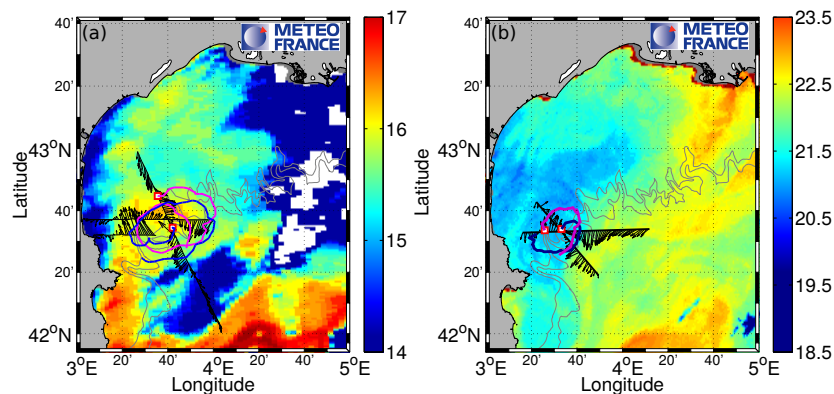 (a)
METEO
FRANCE
40'
20'
43°N
40'
20'
42°N
Latitude
3°E
20'
40'
4°E
20'
40'
5°E
Longitude
17
16
15
14
(b)
METEO
FRANCE
40'
20'
43°N
40'
20'
42°N
Latitude
3°E
20'
40'
4°E
20'
40'
5°E
Longitude
23.5
22.5
21.5
20.5
19.5
18.5